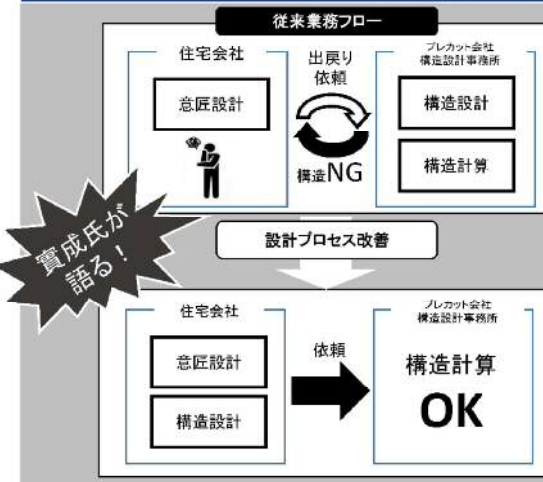 従来業務フロー
住宅会社
意匠設計
出戻り
依頼
構造NG
プレカット会社
構造設計事務所
構造設計
構造計算
實成氏が
語る!
設計プロセス改善
住宅会社
意匠設計
構造設計
依頼
プレカット会社
構造設計事務所
構造計算
OK